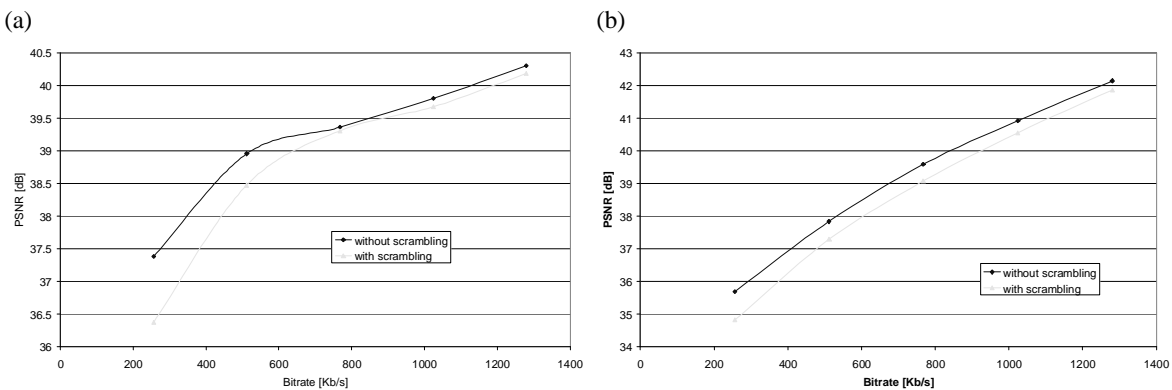 (a)
40.5
40
39.5
39
38.5
38
37.5
37
36.5
36
PSNR [dB]
without scrambling
with scrambling
0 200 400 600 800 1000 1200 1400
Bitrate [Kb/s]
(b)
43
42
41
40
39
38
37
36
35
34
PSNR [dB]
without scrambling
with scrambling
0 200 400 600 800 1000 1200 1400
Bitrate [Kb/s]